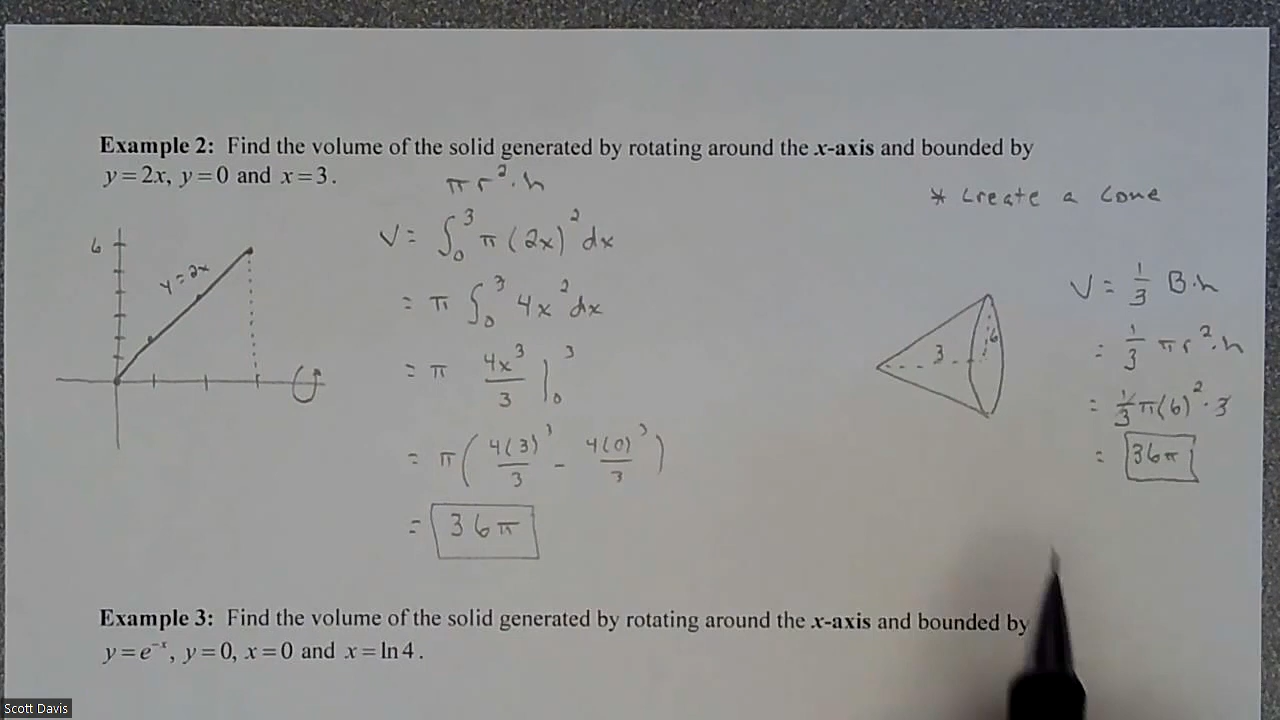 Example 2: Find the volume of the solid generated by rotating around the x-axis and bounded by
y = 2x, y = 0 and x = 3.
πr²·h
* Create a Cone
6
y = 2x
V = ∫₀³ π(2x)² dx
= π ∫₀³ 4x² dx
= π 4x³/3 |₀³
= π(4(3)³/3 - 4(0)³/3)
= 36π
3
6
V = 1/3 B·h
= 1/3 πr²·h
= 1/3 π(6)²·3
= 36π
Example 3: Find the volume of the solid generated by rotating around the x-axis and bounded by
y = e⁻ˣ, y = 0, x = 0 and x = ln 4.
Scott Davis